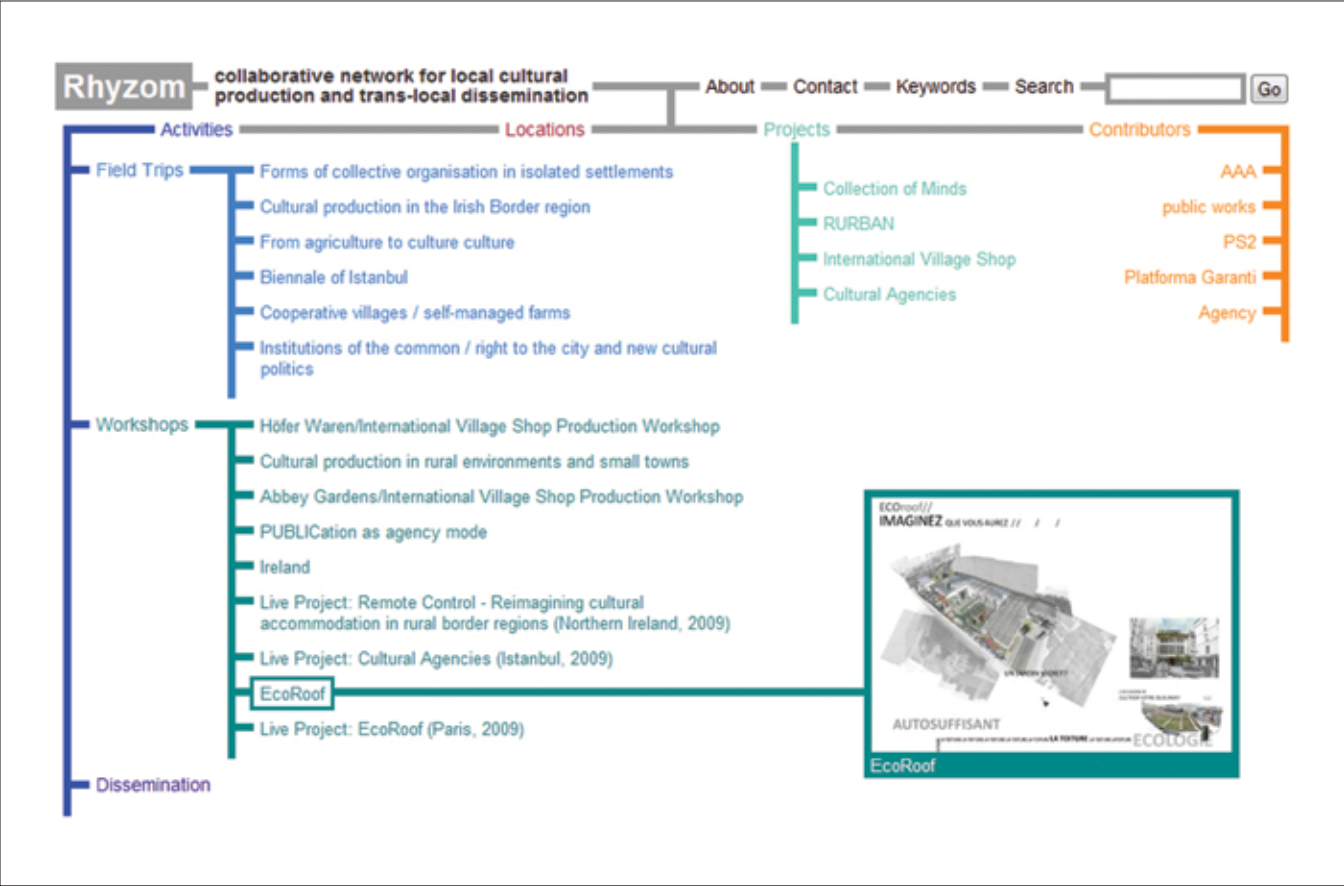 Rhyzom
collaborative network for local cultural
production and trans-local dissemination
About
Contact
Keywords
Search
Go
Activities
Locations
Projects
Contributors
Field Trips
Forms of collective organisation in isolated settlements
Cultural production in the Irish Border region
From agriculture to culture culture
Biennale of Istanbul
Cooperative villages / self-managed farms
Institutions of the common / right to the city and new cultural
politics
Collection of Minds
RURBAN
International Village Shop
Cultural Agencies
AAA
public works
PS2
Platforma Garanti
Agency
Workshops
Höfer Waren/International Village Shop Production Workshop
Cultural production in rural environments and small towns
Abbey Gardens/International Village Shop Production Workshop
PUBLICation as agency mode
Ireland
Live Project: Remote Control - Reimagining cultural
accommodation in rural border regions (Northern Ireland, 2009)
Live Project: Cultural Agencies (Istanbul, 2009)
EcoRoof
Live Project: EcoRoof (Paris, 2009)
Dissemination
ECOroof//
IMAGINEZ QUE VOUS AUREZ // / /
AUTOSUFFISANT
LA TOITURE
ECOLOGIE
EcoRoof